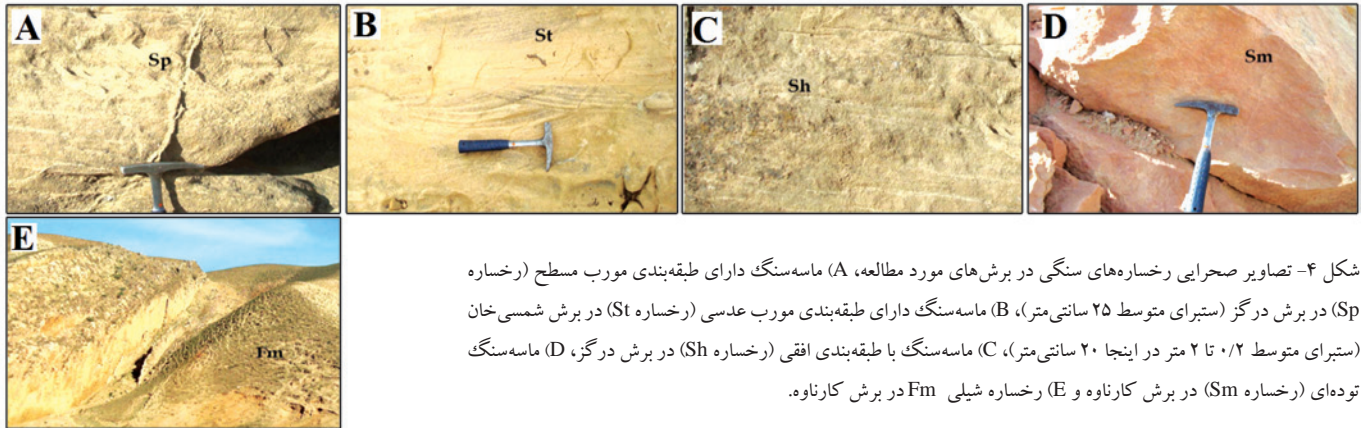 A
Sp
B
St
C
Sh
D
Sm
E
Fm
شکل ۴- تصاویر صحرایی رخساره‌های سنگی در برش‌های مورد مطالعه، A) ماسه‌سنگ دارای طبقه‌بندی مورب مسطح (رخساره
Sp) در برش درگز (ستبرای متوسط ۲۵ سانتی‌متر)، B) ماسه‌سنگ دارای طبقه‌بندی مورب عدسی (رخساره St) در برش شمسی‌خان
(ستبرای متوسط ۰/۲ تا ۲ متر در اینجا ۲۰ سانتی‌متر)، C) ماسه‌سنگ با طبقه‌بندی افقی (رخساره Sh) در برش درگز، D) ماسه‌سنگ
توده‌ای (رخساره Sm) در برش کارناوه و E) رخساره شیلی Fm در برش کارناوه.